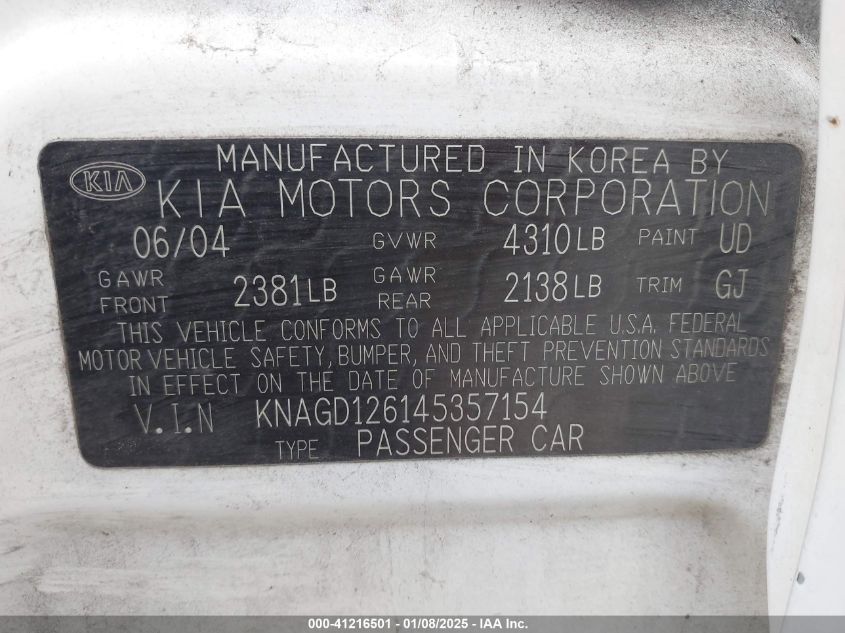 MANUFACTURED IN KOREA BY
KIA KIA MOTORS CORPORATION
06/04 GVWR 4310LB PAINT UD
GAWR FRONT 2381LB GAWR REAR 2138LB TRIM GJ
THIS VEHICLE CONFORMS TO ALL APPLICABLE U.S.A. FEDERAL
MOTOR VEHICLE SAFETY, BUMPER, AND THEFT PREVENTION STANDARDS
IN EFFECT ON THE DATE OF MANUFACTURE SHOWN ABOVE
V.I.N KNAGD126145357154
TYPE PASSENGER CAR
000-41216501 - 01/08/2025 - IAA Inc.